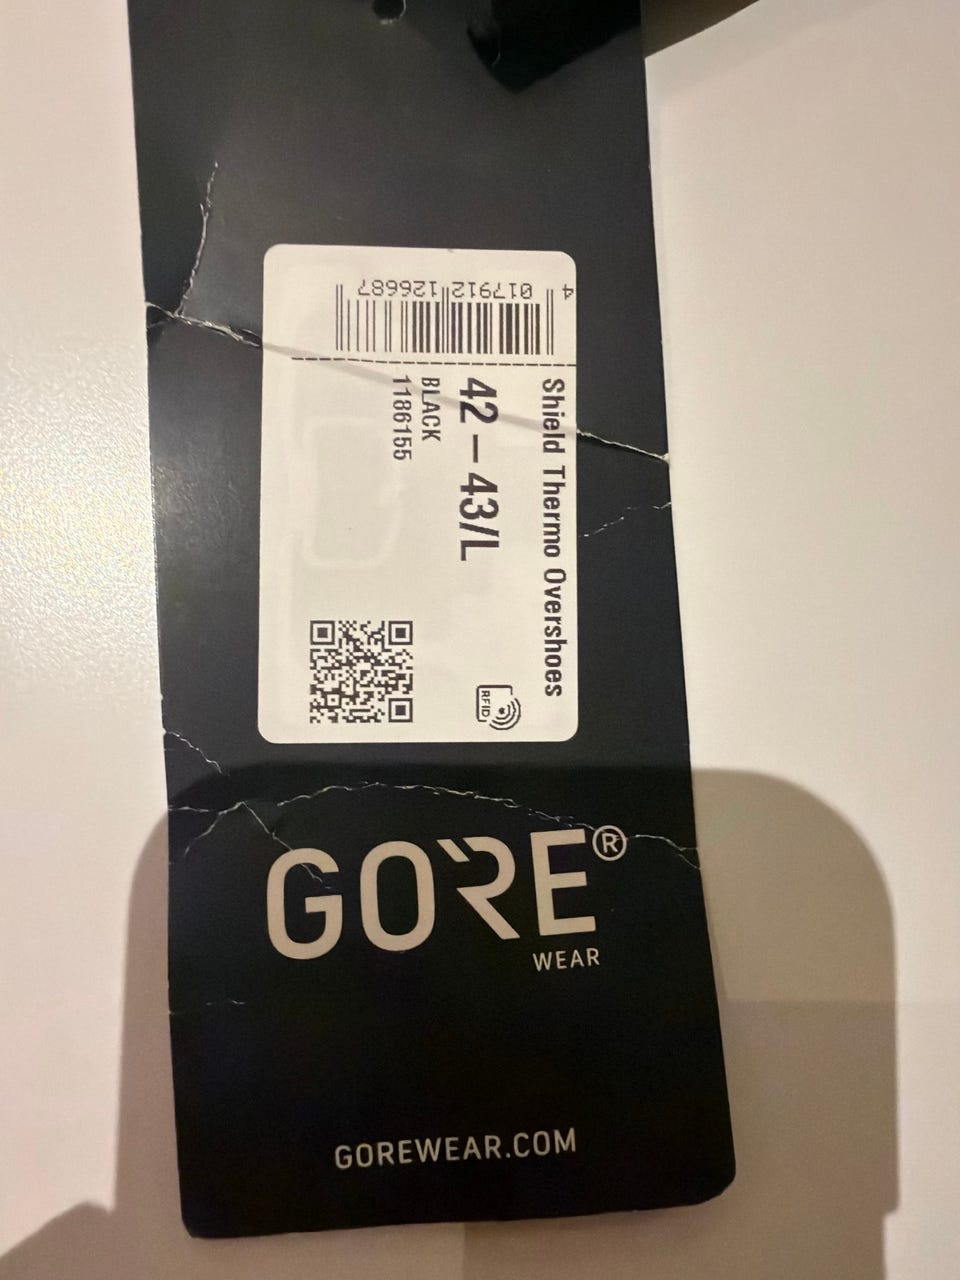 4 017912 126687
Shield Thermo Overshoes
42 – 43/L
BLACK
1186155
RFID
GORE®
WEAR
GOREWEAR.COM